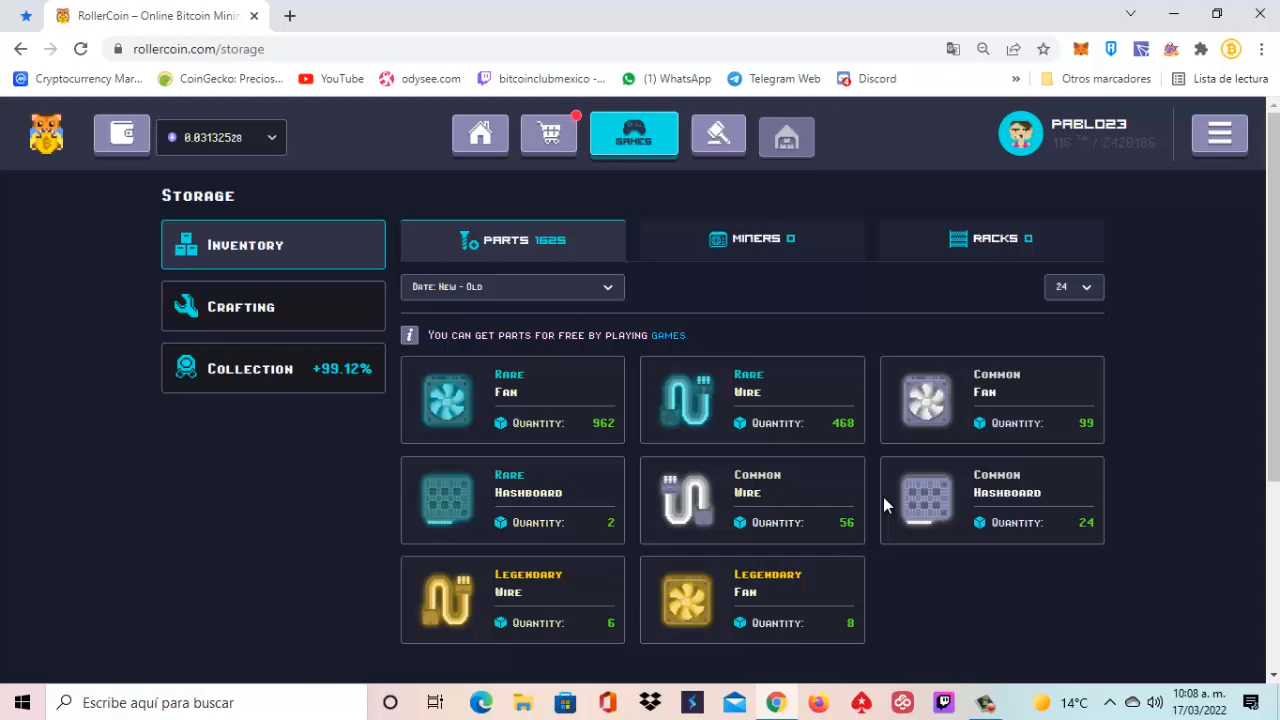 RollerCoin – Online Bitcoin Minin
rollercoin.com/storage
Cryptocurrency Mar...
CoinGecko: Precios...
YouTube
odysee.com
bitcoinclubmexico -...
(1) WhatsApp
Telegram Web
Discord
»
Otros marcadores
Lista de lectura
0.03132528
GAMES
PABLO23
116 TH / 2420186
STORAGE
INVENTORY
PARTS 1625
MINERS 0
RACKS 0
DATE: NEW - OLD
24
CRAFTING
COLLECTION +99.12%
i YOU CAN GET PARTS FOR FREE BY PLAYING GAMES
RARE
FAN
QUANTITY: 962
RARE
WIRE
QUANTITY: 468
COMMON
FAN
QUANTITY: 99
RARE
HASHBOARD
QUANTITY: 2
COMMON
WIRE
QUANTITY: 56
COMMON
HASHBOARD
QUANTITY: 24
LEGENDARY
WIRE
QUANTITY: 6
LEGENDARY
FAN
QUANTITY: 8
Escribe aquí para buscar
14°C
10:08 a. m.
17/03/2022